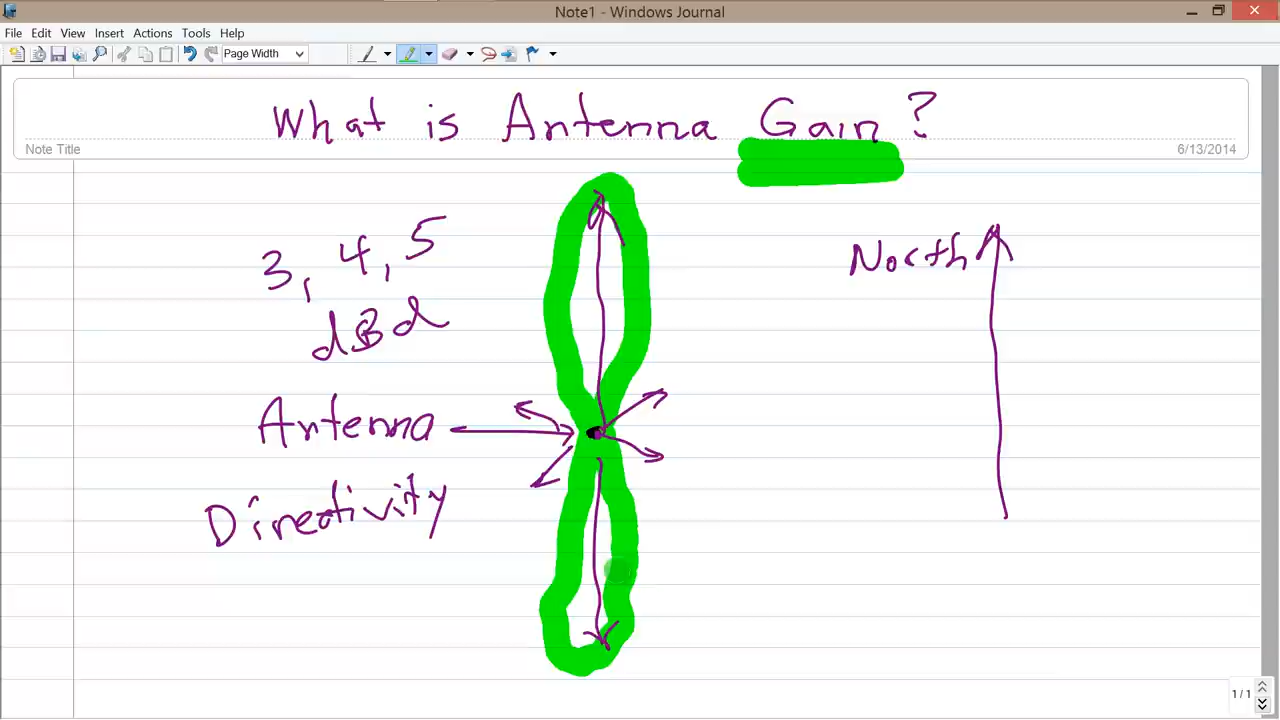 Note1 - Windows Journal
File Edit View Insert Actions Tools Help
Page Width
What is Antenna Gain?
Note Title
6/13/2014
3, 4, 5
dBd
North
Antenna
Directivity
1/1